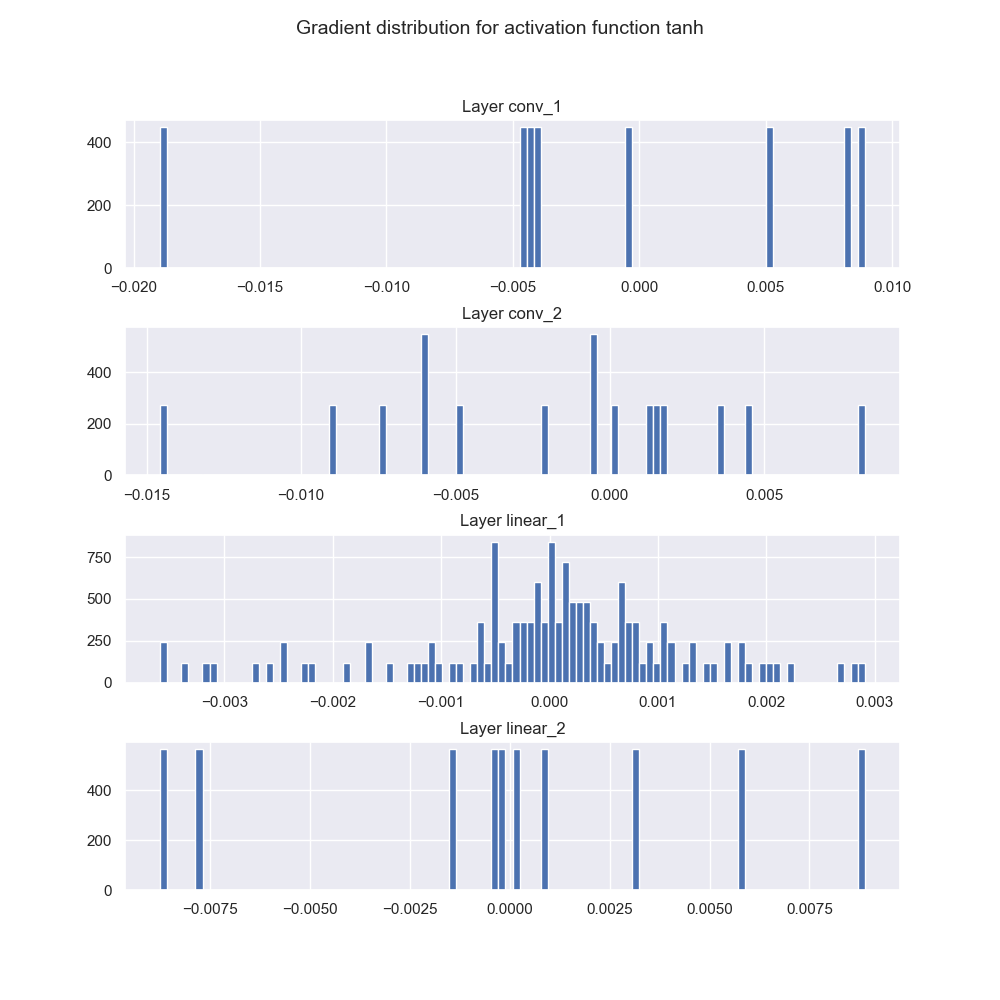 Gradient distribution for activation function tanh
Layer conv_1
400
200
0
−0.020 −0.015 −0.010 −0.005 0.000 0.005 0.010
Layer conv_2
400
200
0
−0.015 −0.010 −0.005 0.000 0.005
Layer linear_1
750
500
250
0
−0.003 −0.002 −0.001 0.000 0.001 0.002 0.003
Layer linear_2
400
200
0
−0.0075 −0.0050 −0.0025 0.0000 0.0025 0.0050 0.0075